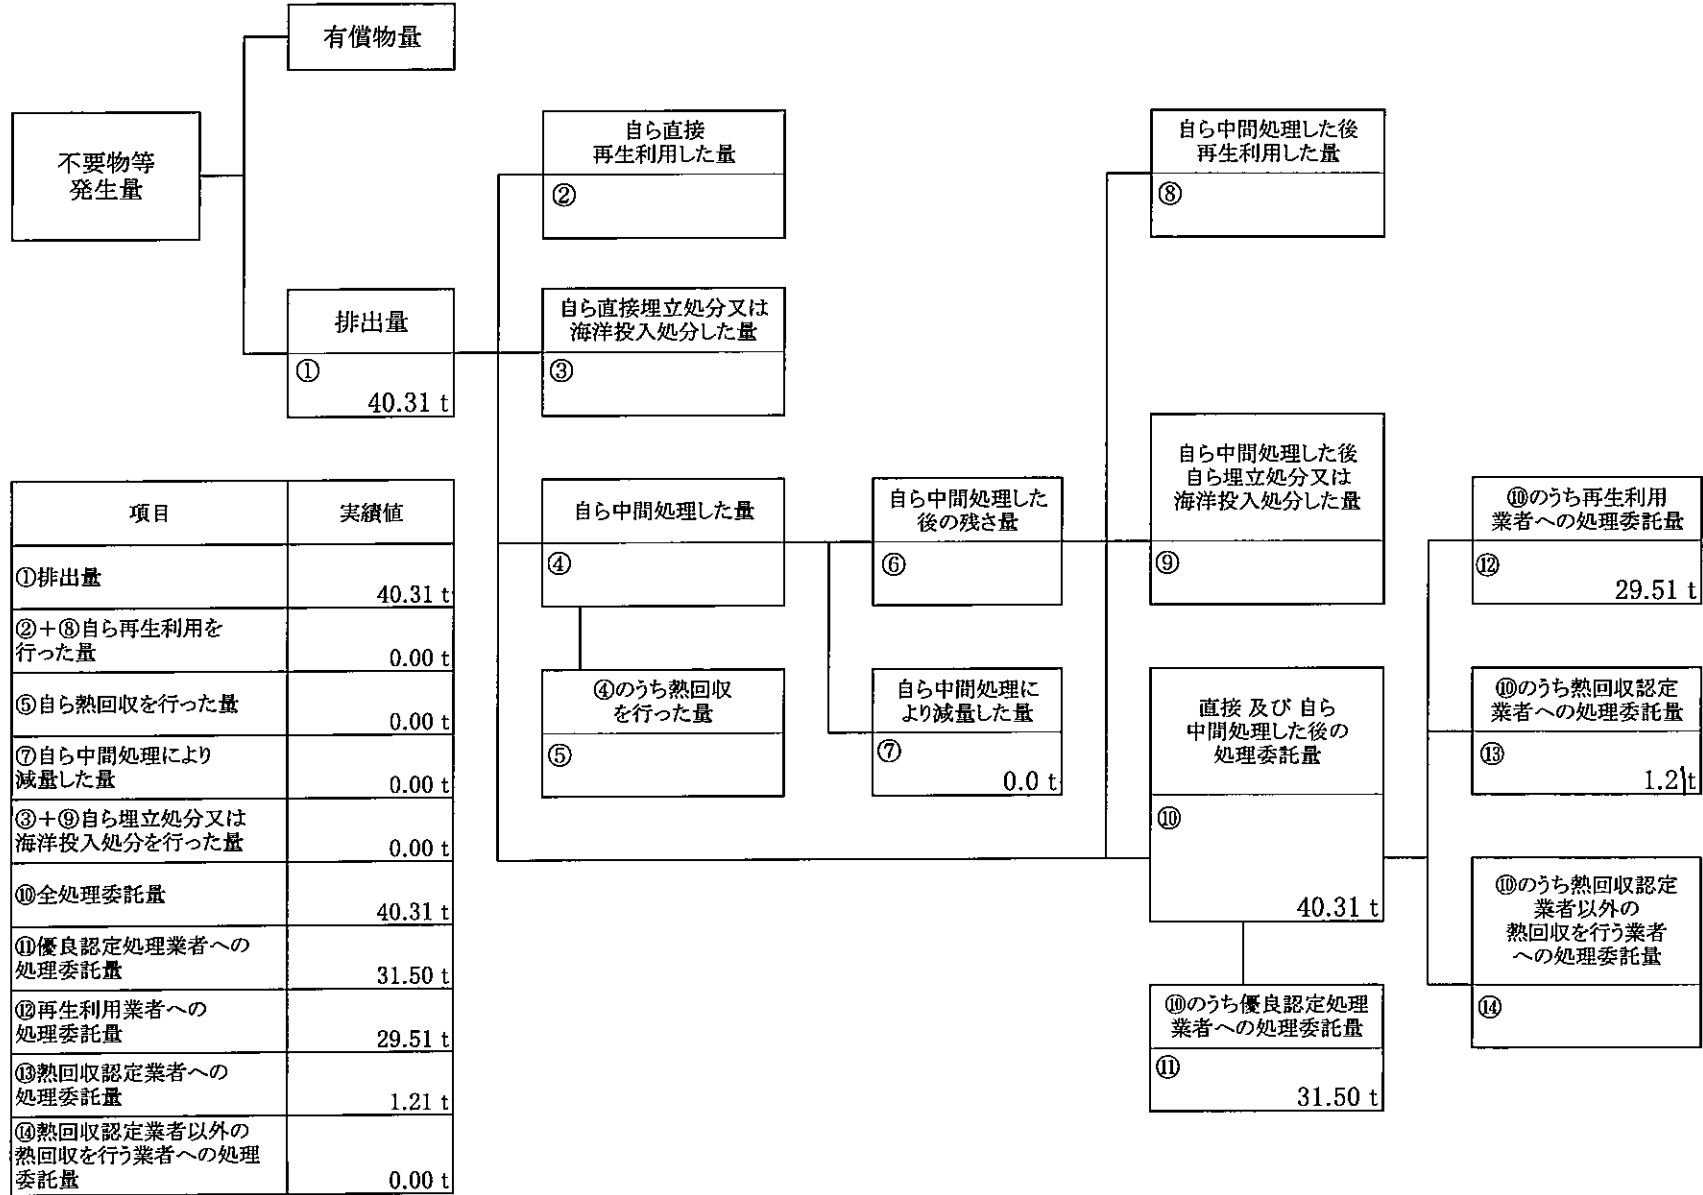 有償物量
不要物等
発生量
排出量
①
40.31 t
自ら直接
再生利用した量
②
自ら直接埋立処分又は
海洋投入処分した量
③
自ら中間処理した量
④
④のうち熱回収
を行った量
⑤
自ら中間処理した
後の残さ量
⑥
自ら中間処理に
より減量した量
⑦
0.0 t
自ら中間処理した後
再生利用した量
⑧
自ら中間処理した後
自ら埋立処分又は
海洋投入処分した量
⑨
直接 及び 自ら
中間処理した後の
処理委託量
⑩
40.31 t
⑩のうち優良認定処理
業者への処理委託量
⑪
31.50 t
⑩のうち再生利用
業者への処理委託量
⑫
29.51 t
⑩のうち熱回収認定
業者への処理委託量
⑬
1.21t
⑩のうち熱回収認定
業者以外の
熱回収を行う業者
への処理委託量
⑭
項目 実績値
①排出量 40.31 t
②+⑧自ら再生利用を
行った量 0.00 t
⑤自ら熱回収を行った量 0.00 t
⑦自ら中間処理により
減量した量 0.00 t
③+⑨自ら埋立処分又は
海洋投入処分を行った量 0.00 t
⑩全処理委託量 40.31 t
⑪優良認定処理業者への
処理委託量 31.50 t
⑫再生利用業者への
処理委託量 29.51 t
⑬熱回収認定業者への
処理委託量 1.21 t
⑭熱回収認定業者以外の
熱回収を行う業者への処理
委託量 0.00 t